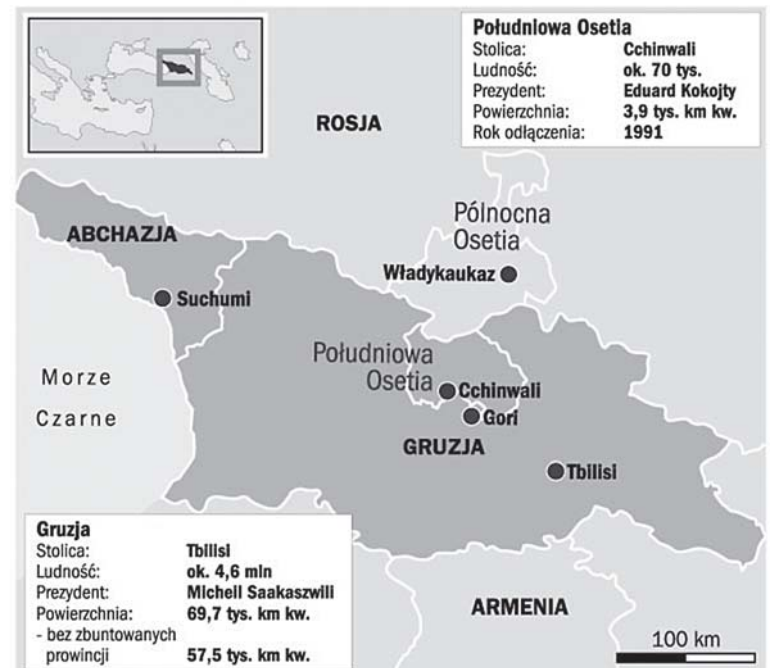 Południowa Osetia
Stolica: Cchinwali
Ludność: ok. 70 tys.
Prezydent: Eduard Kokojty
Powierzchnia: 3,9 tys. km kw.
Rok odłączenia: 1991
ROSJA
Pólnocna
Osetia
ABCHAZJA
Władykaukaz
Suchumi
Południowa
Osetia
Cchinwali
Morze
Czarne
Gori
GRUZJA
Tbilisi
Gruzja
Stolica: Tbilisi
Ludność: ok. 4,6 mln
Prezydent: Micheil Saakaszwili
Powierzchnia: 69,7 tys. km kw.
- bez zbuntowanych
prowincji 57,5 tys. km kw.
ARMENIA
100 km